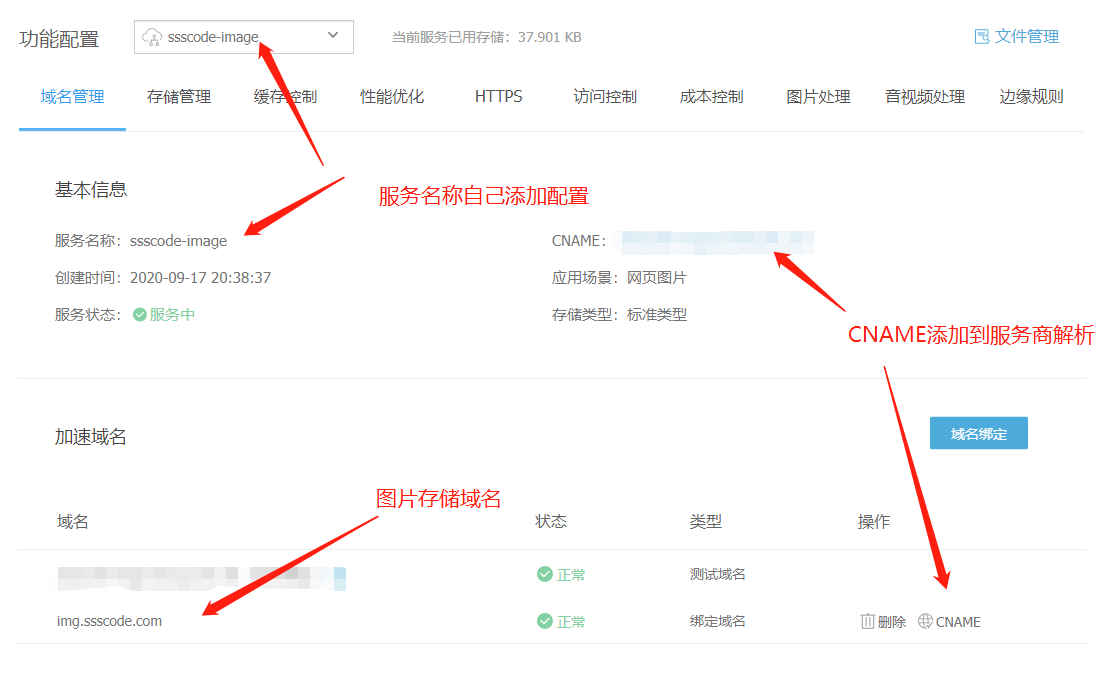 功能配置
ssscode-image
当前服务已用存储：37.901 KB
文件管理
域名管理
存储管理
缓存控制
性能优化
HTTPS
访问控制
成本控制
图片处理
音视频处理
边缘规则
基本信息
服务名称自己添加配置
服务名称：ssscode-image
CNAME：
创建时间：2020-09-17 20:38:37
应用场景：网页图片
服务状态：服务中
存储类型：标准类型
CNAME添加到服务商解析
加速域名
域名绑定
图片存储域名
域名
状态
类型
操作
正常
测试域名
img.ssscode.com
正常
绑定域名
删除
CNAME